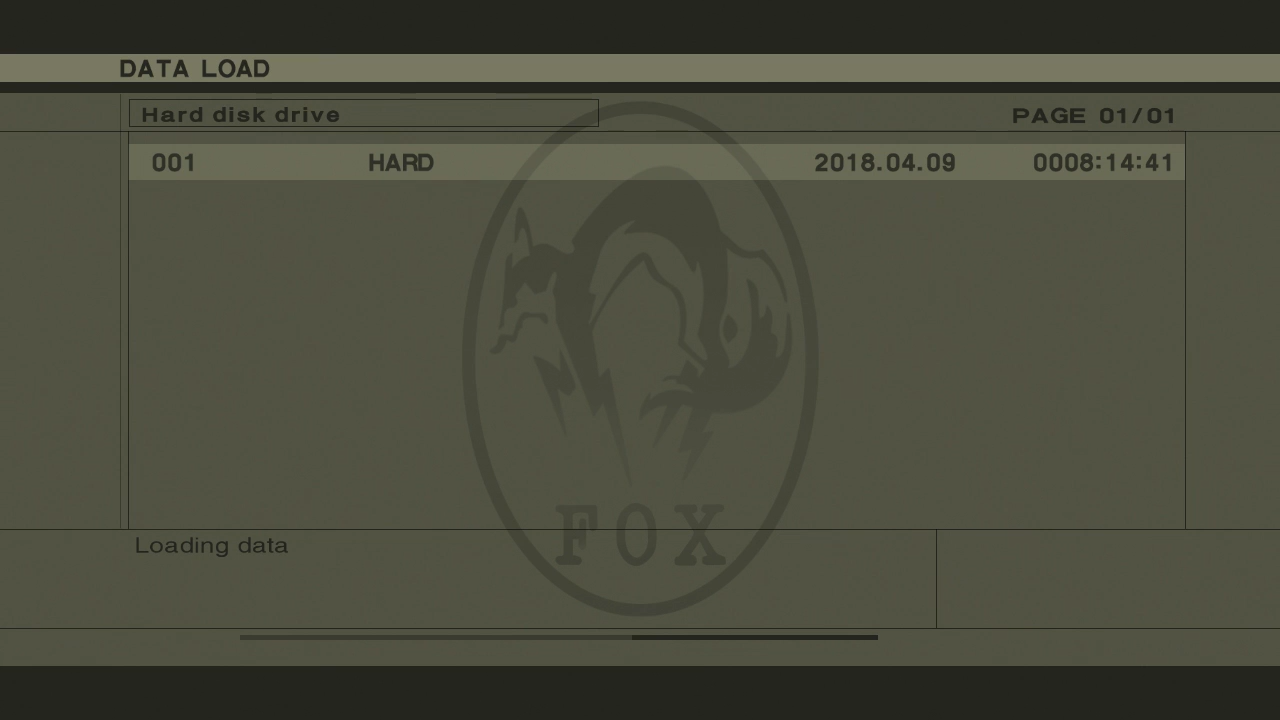 DATA LOAD
Hard disk drive PAGE 01/01
001 HARD 2018.04.09 0008:14:41
FOX
Loading data